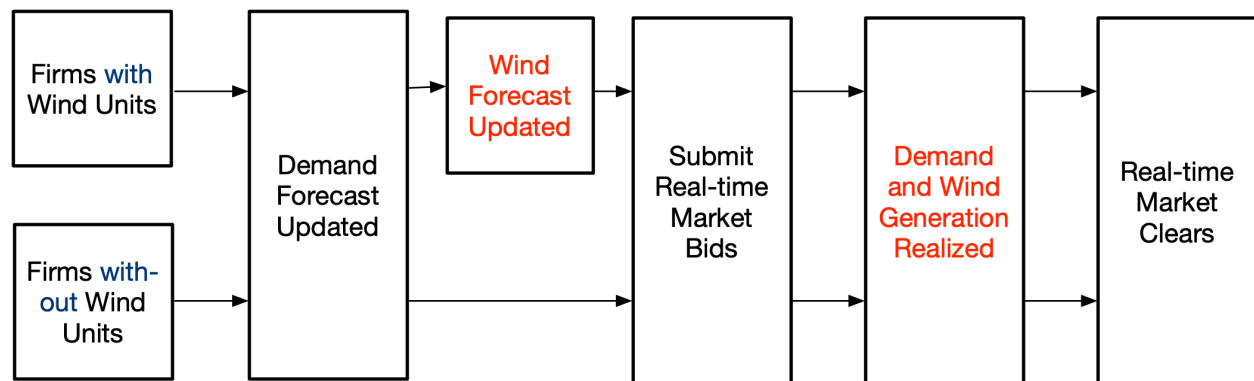 Firms with
Wind Units
Firms with-
out Wind
Units
Demand
Forecast
Updated
Wind
Forecast
Updated
Submit
Real-time
Market
Bids
Demand
and Wind
Generation
Realized
Real-time
Market
Clears